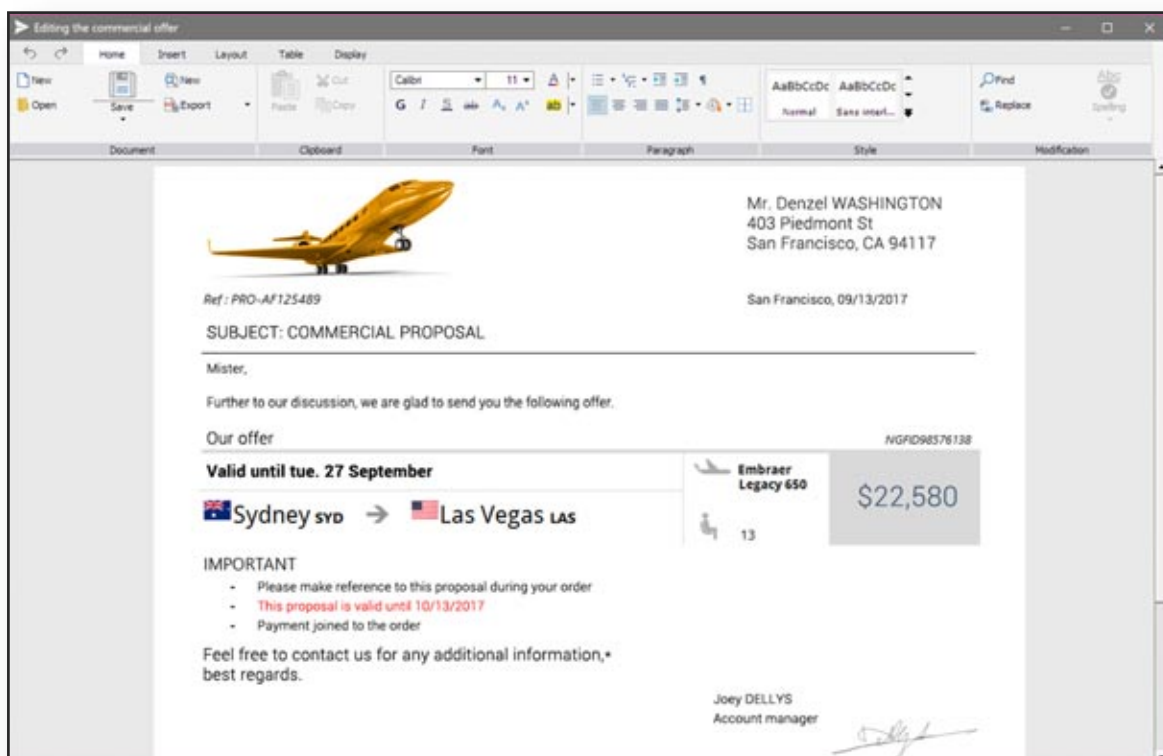 Editing the commercial offer
Home Insert Layout Table Display
New
Open
Save
New
Export
Paste
Cut
Copy
Calibri 11
G I S ab A
AaBbCcDc AaBbCcDc
Normal Sans interl...
Find
Replace
Abc
Spelling
Document Clipboard Font Paragraph Style Modification
Mr. Denzel WASHINGTON
403 Piedmont St
San Francisco, CA 94117
Ref : PRO-AF125489
San Francisco, 09/13/2017
SUBJECT: COMMERCIAL PROPOSAL
Mister,
Further to our discussion, we are glad to send you the following offer.
Our offer
NGFID98576138
Valid until tue. 27 September
Embraer
Legacy 650
$22,580
Sydney SYD → Las Vegas LAS
13
IMPORTANT
- Please make reference to this proposal during your order
- This proposal is valid until 10/13/2017
- Payment joined to the order
Feel free to contact us for any additional information,•
best regards.
Joey DELLYS
Account manager